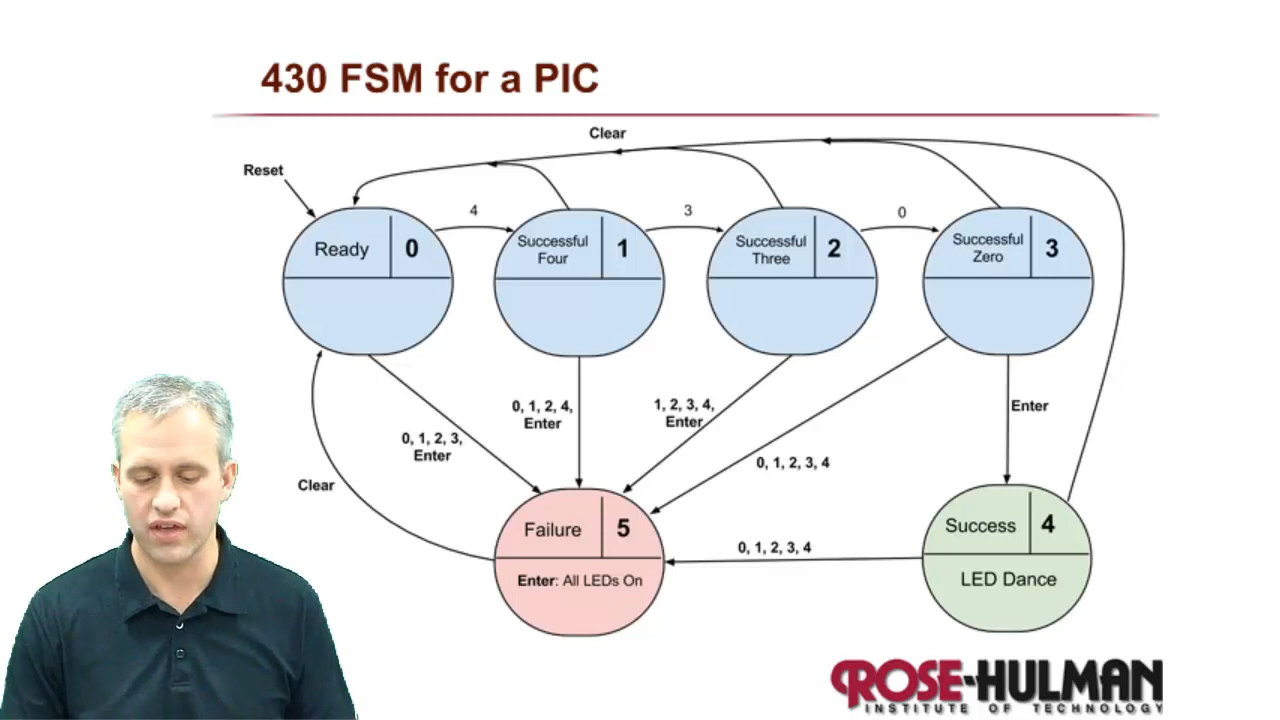 430 FSM for a PIC
Clear
Reset
4
3
0
Ready
0
Successful
Four
1
Successful
Three
2
Successful
Zero
3
0, 1, 2, 3,
Enter
0, 1, 2, 4,
Enter
1, 2, 3, 4,
Enter
0, 1, 2, 3, 4
Enter
Clear
Failure
5
Enter: All LEDs On
0, 1, 2, 3, 4
Success
4
LED Dance
ROSE-HULMAN
INSTITUTE OF TECHNOLOGY